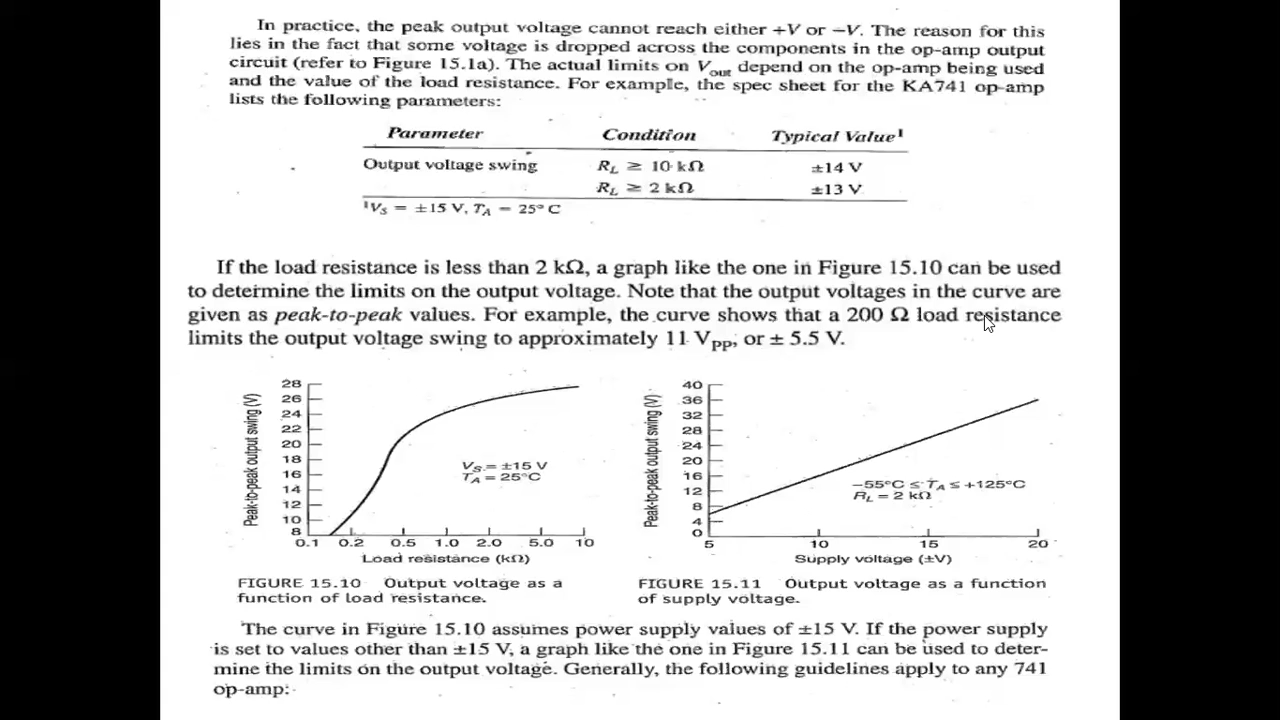 In practice, the peak output voltage cannot reach either +V or −V. The reason for this
lies in the fact that some voltage is dropped across the components in the op-amp output
circuit (refer to Figure 15.1a). The actual limits on Vout depend on the op-amp being used
and the value of the load resistance. For example, the spec sheet for the KA741 op-amp
lists the following parameters:
Parameter Condition Typical Value¹
Output voltage swing RL ≥ 10 kΩ ±14 V
RL ≥ 2 kΩ ±13 V
¹VS = ±15 V, TA = 25° C
If the load resistance is less than 2 kΩ, a graph like the one in Figure 15.10 can be used
to determine the limits on the output voltage. Note that the output voltages in the curve are
given as peak-to-peak values. For example, the curve shows that a 200 Ω load resistance
limits the output voltage swing to approximately 11 VPP, or ± 5.5 V.
Peak-to-peak output swing (V)
28
26
24
22
20
18
16
14
12
10
8
VS = ±15 V
TA = 25°C
0.1 0.2 0.5 1.0 2.0 5.0 10
Load resistance (kΩ)
FIGURE 15.10 Output voltage as a
function of load resistance.
Peak-to-peak output swing (V)
40
36
32
28
24
20
16
12
8
4
0
−55°C ≤ TA ≤ +125°C
RL = 2 kΩ
5 10 15 20
Supply voltage (±V)
FIGURE 15.11 Output voltage as a function
of supply voltage.
The curve in Figure 15.10 assumes power supply values of ±15 V. If the power supply
is set to values other than ±15 V, a graph like the one in Figure 15.11 can be used to deter-
mine the limits on the output voltage. Generally, the following guidelines apply to any 741
op-amp: